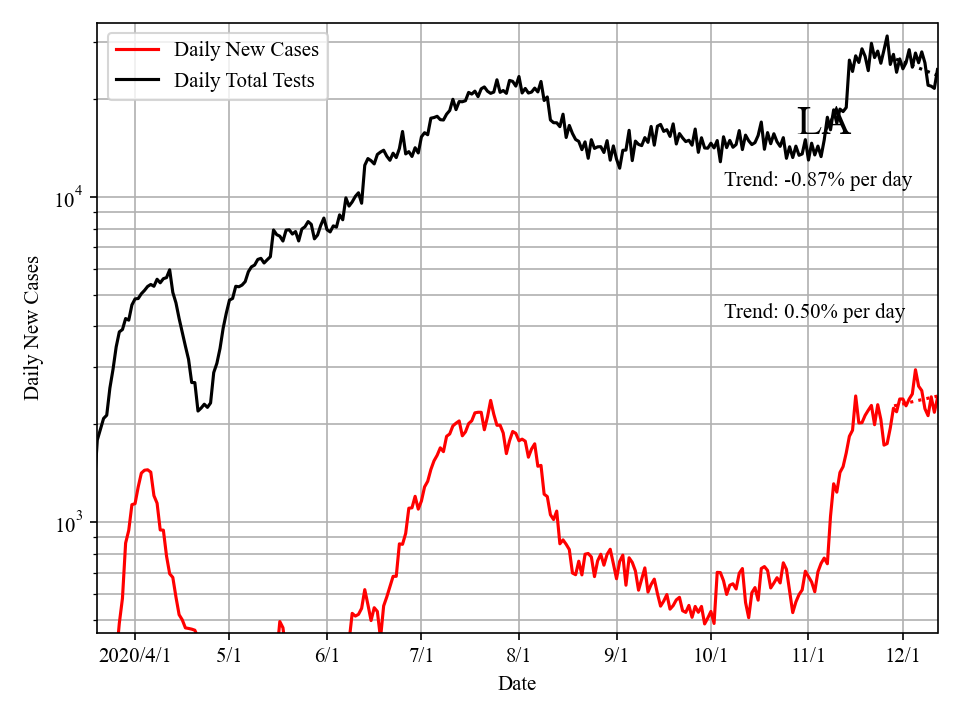 Daily New Cases
Daily Total Tests
LA
Trend: -0.87% per day
Trend: 0.50% per day
10^4
10^3
Daily New Cases
2020/4/1 5/1 6/1 7/1 8/1 9/1 10/1 11/1 12/1
Date